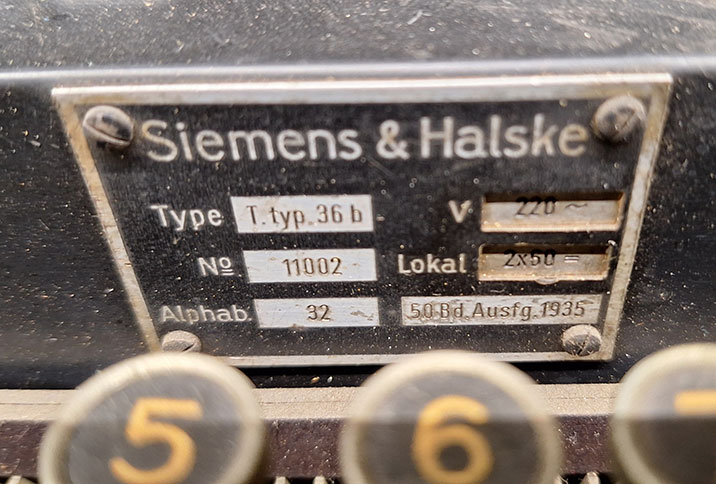 Siemens & Halske
Type T.typ.36 b V 220 ~
№ 11002 Lokal 2x50 =
Alphab. 32 50 Bd. Ausfg. 1935
5 6